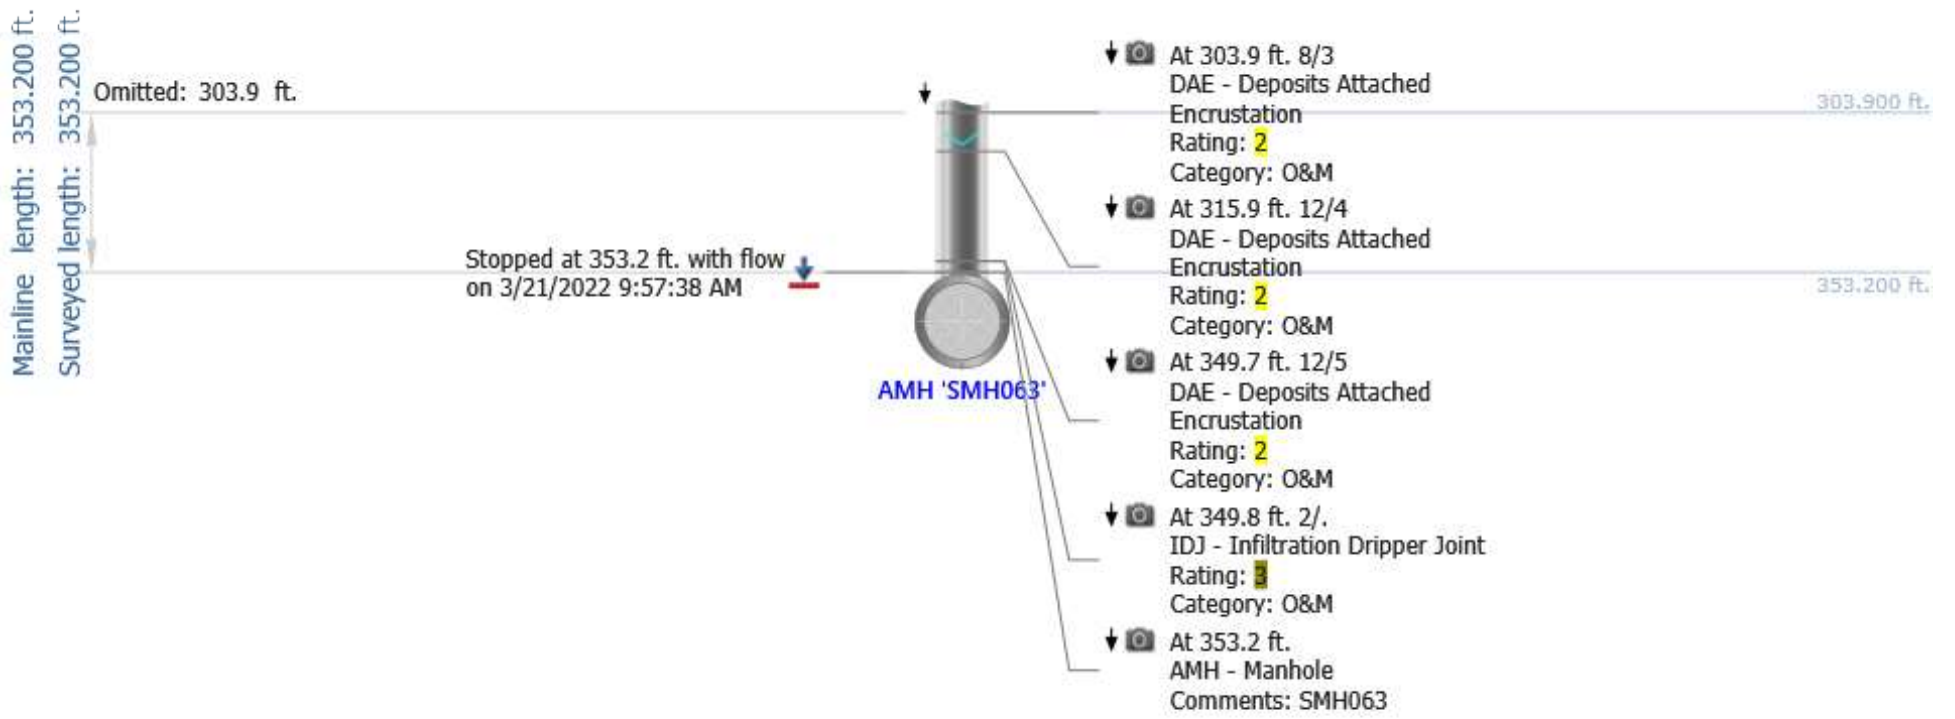 Mainline length: 353.200 ft.
Surveyed length: 353.200 ft.
Omitted: 303.9 ft.
Stopped at 353.2 ft. with flow
on 3/21/2022 9:57:38 AM
AMH 'SMH063'
At 303.9 ft. 8/3
DAE - Deposits Attached
Encrustation
Rating: 2
Category: O&M
At 315.9 ft. 12/4
DAE - Deposits Attached
Encrustation
Rating: 2
Category: O&M
At 349.7 ft. 12/5
DAE - Deposits Attached
Encrustation
Rating: 2
Category: O&M
At 349.8 ft. 2/.
IDJ - Infiltration Dripper Joint
Rating: 3
Category: O&M
At 353.2 ft.
AMH - Manhole
Comments: SMH063
303.900 ft.
353.200 ft.